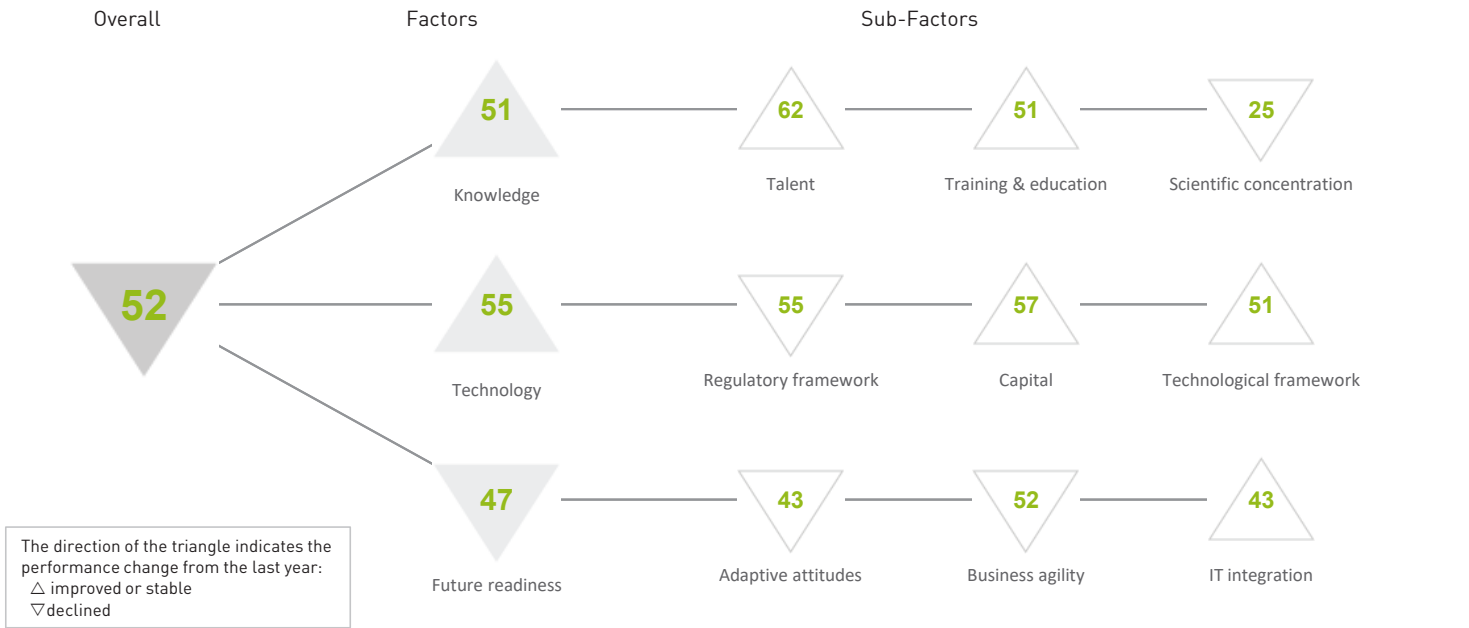 Overall
Factors
Sub-Factors
51
62
51
25
Knowledge
Talent
Training & education
Scientific concentration
52
55
55
57
51
Technology
Regulatory framework
Capital
Technological framework
47
43
52
43
Future readiness
Adaptive attitudes
Business agility
IT integration
The direction of the triangle indicates the
performance change from the last year:
△ improved or stable
▽declined